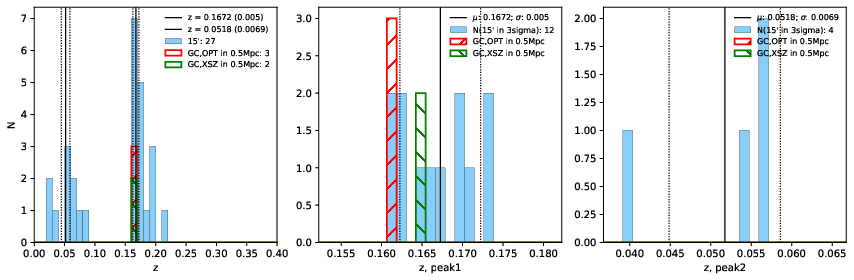 z = 0.1672 (0.005)
z = 0.0518 (0.0069)
15': 27
GC,OPT in 0.5Mpc: 3
GC,XSZ in 0.5Mpc: 2
N
7
6
5
4
3
2
1
0
0.00 0.05 0.10 0.15 0.20 0.25 0.30 0.35 0.40
z
μ: 0.1672; σ: 0.005
N(15' in 3sigma): 12
GC,OPT in 0.5Mpc
GC,XSZ in 0.5Mpc
3.0
2.5
2.0
1.5
1.0
0.5
0.0
0.155 0.160 0.165 0.170 0.175 0.180
z, peak1
μ: 0.0518; σ: 0.0069
N(15' in 3sigma): 4
GC,OPT in 0.5Mpc
GC,XSZ in 0.5Mpc
2.00
1.75
1.50
1.25
1.00
0.75
0.50
0.25
0.00
0.040 0.045 0.050 0.055 0.060 0.065
z, peak2